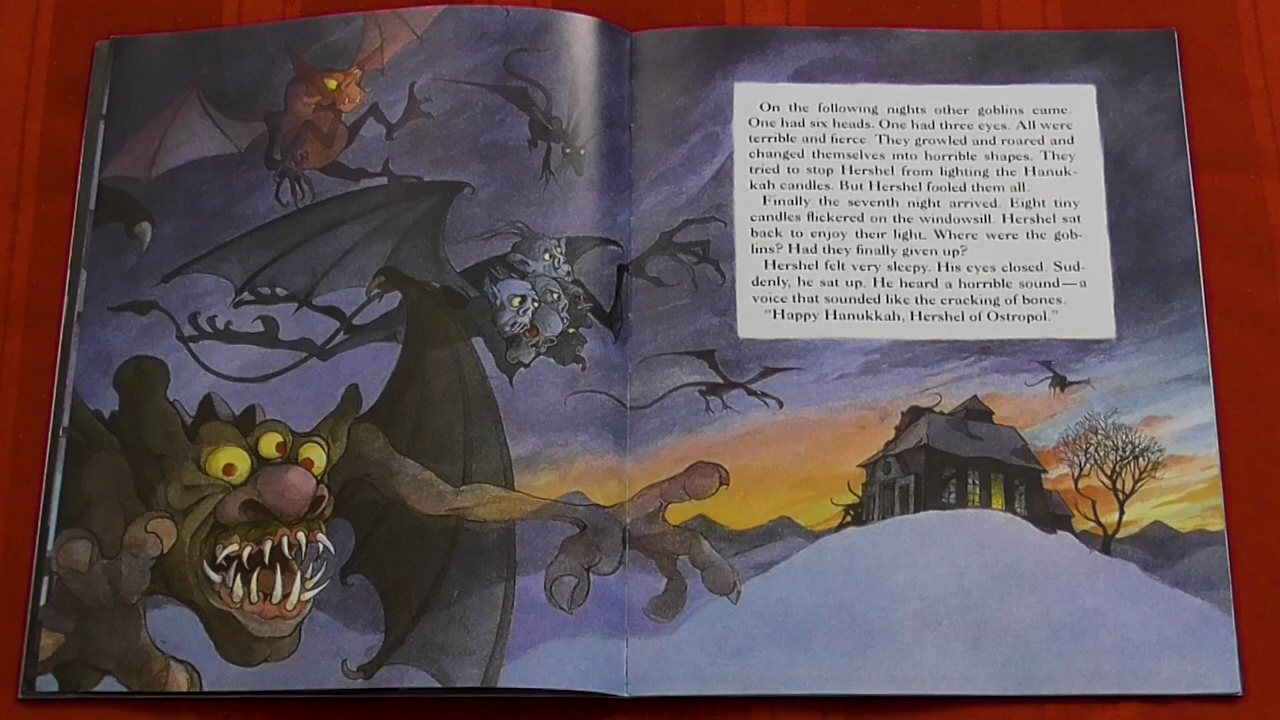 On the following nights other goblins came.
One had six heads. One had three eyes. All were
terrible and fierce. They growled and roared and
changed themselves into horrible shapes. They
tried to stop Hershel from lighting the Hanuk-
kah candles. But Hershel fooled them all.
Finally the seventh night arrived. Eight tiny
candles flickered on the windowsill. Hershel sat
back to enjoy their light. Where were the gob-
lins? Had they finally given up?
Hershel felt very sleepy. His eyes closed. Sud-
denly, he sat up. He heard a horrible sound—a
voice that sounded like the cracking of bones.
“Happy Hanukkah, Hershel of Ostropol.”